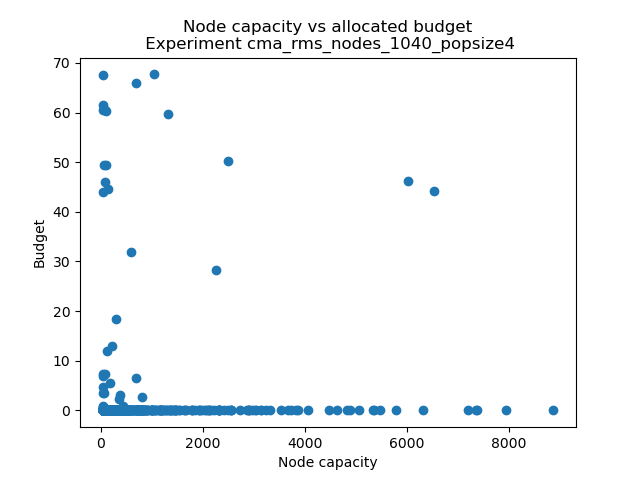 Node capacity vs allocated budget
Experiment cma_rms_nodes_1040_popsize4
70
60
50
40
30
20
10
0
Budget
0 2000 4000 6000 8000
Node capacity